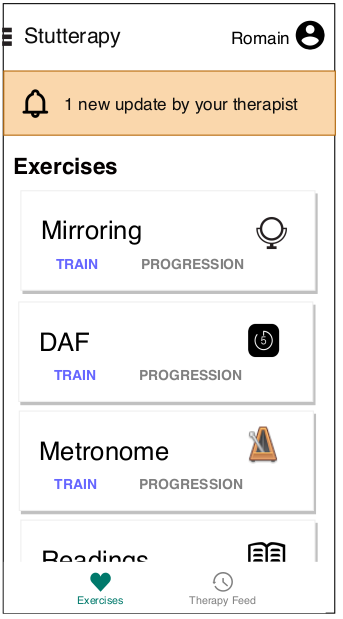 Stutterapy
Romain
1 new update by your therapist
Exercises
Mirroring
TRAIN PROGRESSION
DAF
5
TRAIN PROGRESSION
Metronome
TRAIN PROGRESSION
Readings
Exercises Therapy Feed